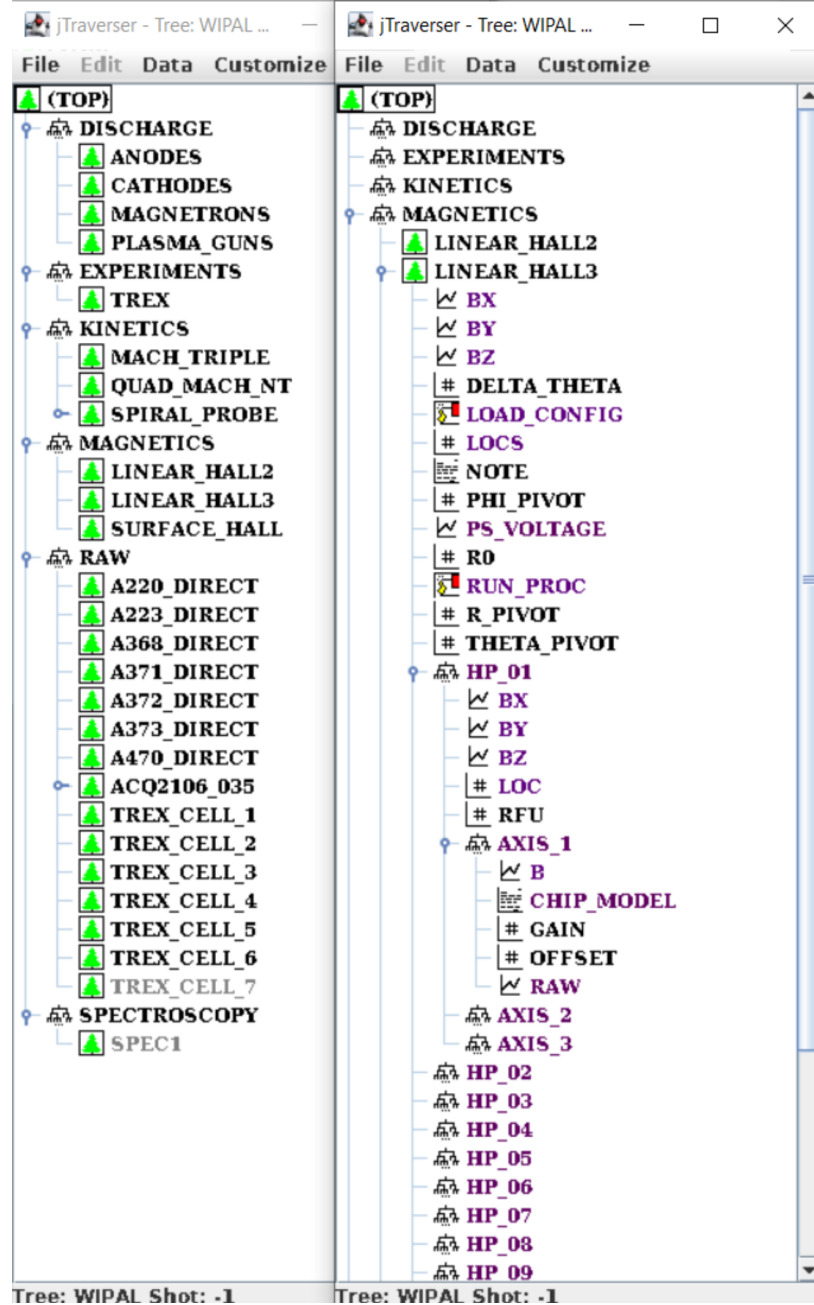 jTraverser - Tree: WIPAL ...
File Edit Data Customize
(TOP)
DISCHARGE
ANODES
CATHODES
MAGNETRONS
PLASMA_GUNS
EXPERIMENTS
TREX
KINETICS
MACH_TRIPLE
QUAD_MACH_NT
SPIRAL_PROBE
MAGNETICS
LINEAR_HALL2
LINEAR_HALL3
SURFACE_HALL
RAW
A220_DIRECT
A223_DIRECT
A368_DIRECT
A371_DIRECT
A372_DIRECT
A373_DIRECT
A470_DIRECT
ACQ2106_035
TREX_CELL_1
TREX_CELL_2
TREX_CELL_3
TREX_CELL_4
TREX_CELL_5
TREX_CELL_6
TREX_CELL_7
SPECTROSCOPY
SPEC1
Tree: WIPAL Shot: -1
jTraverser - Tree: WIPAL ...
File Edit Data Customize
(TOP)
DISCHARGE
EXPERIMENTS
KINETICS
MAGNETICS
LINEAR_HALL2
LINEAR_HALL3
BX
BY
BZ
DELTA_THETA
LOAD_CONFIG
LOCS
NOTE
PHI_PIVOT
PS_VOLTAGE
R0
RUN_PROC
R_PIVOT
THETA_PIVOT
HP_01
BX
BY
BZ
LOC
RFU
AXIS_1
B
CHIP_MODEL
GAIN
OFFSET
RAW
AXIS_2
AXIS_3
HP_02
HP_03
HP_04
HP_05
HP_06
HP_07
HP_08
HP_09
Tree: WIPAL Shot: -1